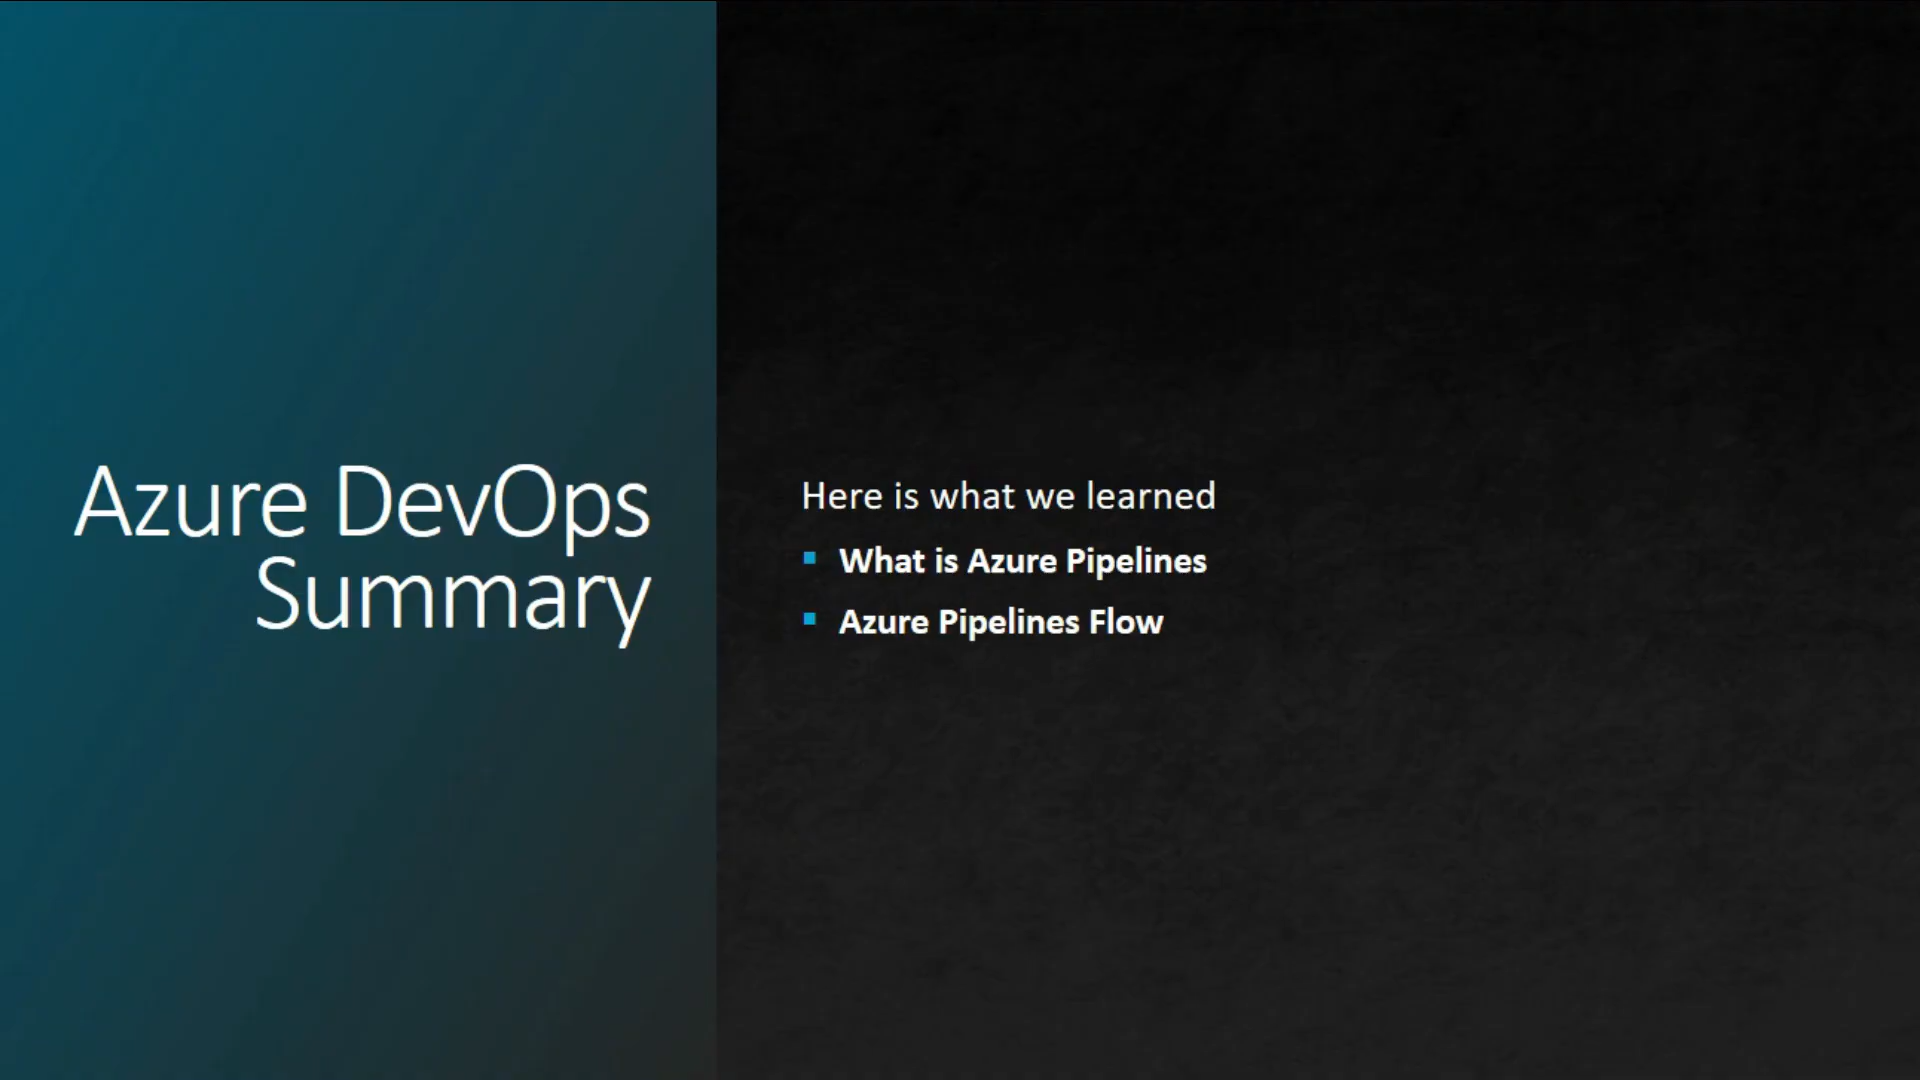 Azure DevOps
Summary
Here is what we learned
What is Azure Pipelines
Azure Pipelines Flow